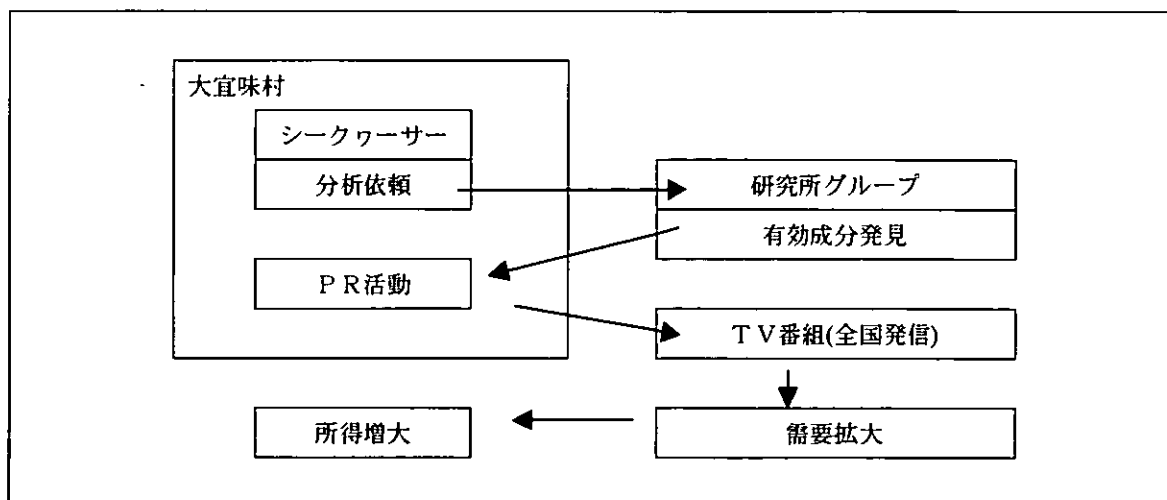 大宜味村
シークヮーサー
分析依頼
研究所グループ
有効成分発見
ＰＲ活動
ＴＶ番組(全国発信)
所得増大
需要拡大